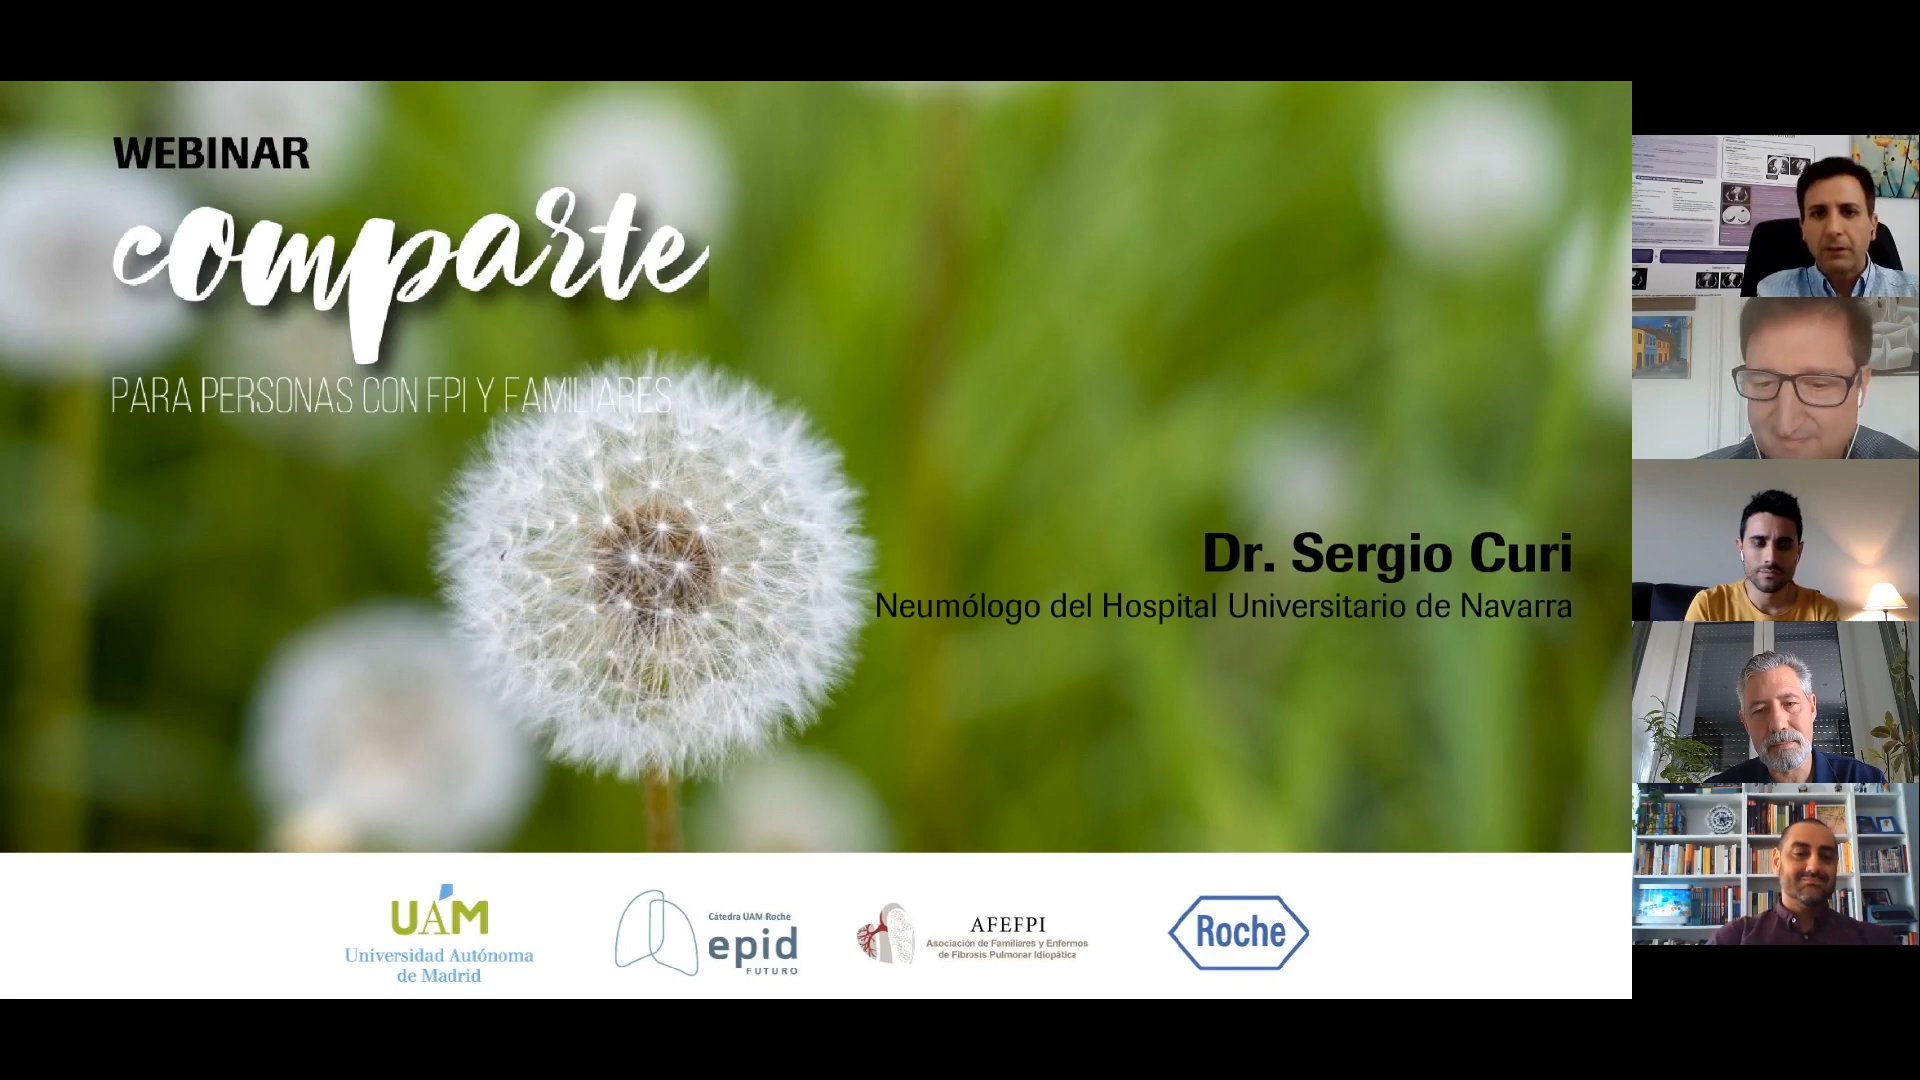 WEBINAR
comparte
PARA PERSONAS CON FPI Y FAMILIARES
Dr. Sergio Curi
Neumólogo del Hospital Universitario de Navarra
UAM
Universidad Autónoma
de Madrid
Cátedra UAM-Roche
epid
FUTURO
AFEFPI
Asociación de Familiares y Enfermos
de Fibrosis Pulmonar Idiopática
Roche